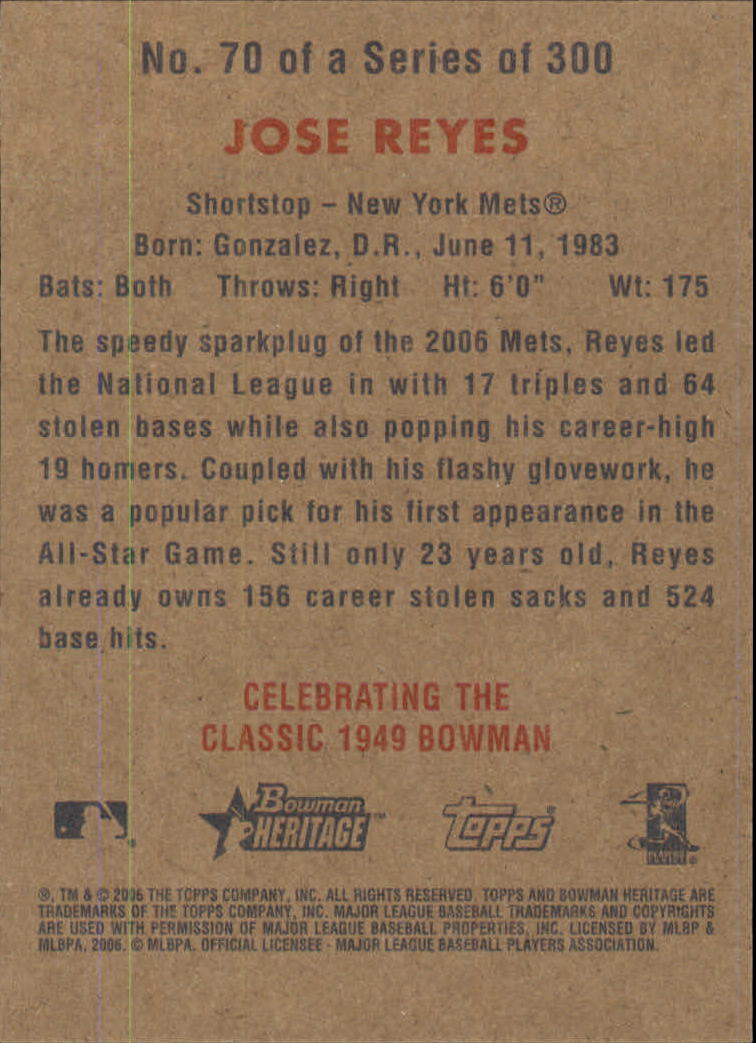 No. 70 of a Series of 300
JOSE REYES
Shortstop – New York Mets®
Born: Gonzalez, D.R., June 11, 1983
Bats: Both Throws: Right Ht: 6'0" Wt: 175
The speedy sparkplug of the 2006 Mets, Reyes led
the National League in with 17 triples and 64
stolen bases while also popping his career-high
19 homers. Coupled with his flashy glovework, he
was a popular pick for his first appearance in the
All-Star Game. Still only 23 years old, Reyes
already owns 156 career stolen sacks and 524
base hits.
CELEBRATING THE
CLASSIC 1949 BOWMAN
Bowman
HERITAGE™
Topps®
®, TM & © 2006 THE TOPPS COMPANY, INC. ALL RIGHTS RESERVED. TOPPS AND BOWMAN HERITAGE ARE
TRADEMARKS OF THE TOPPS COMPANY, INC. MAJOR LEAGUE BASEBALL TRADEMARKS AND COPYRIGHTS
ARE USED WITH PERMISSION OF MAJOR LEAGUE BASEBALL PROPERTIES, INC. LICENSED BY MLBP &
MLBPA, 2006. © MLBPA. OFFICIAL LICENSEE - MAJOR LEAGUE BASEBALL PLAYERS ASSOCIATION.